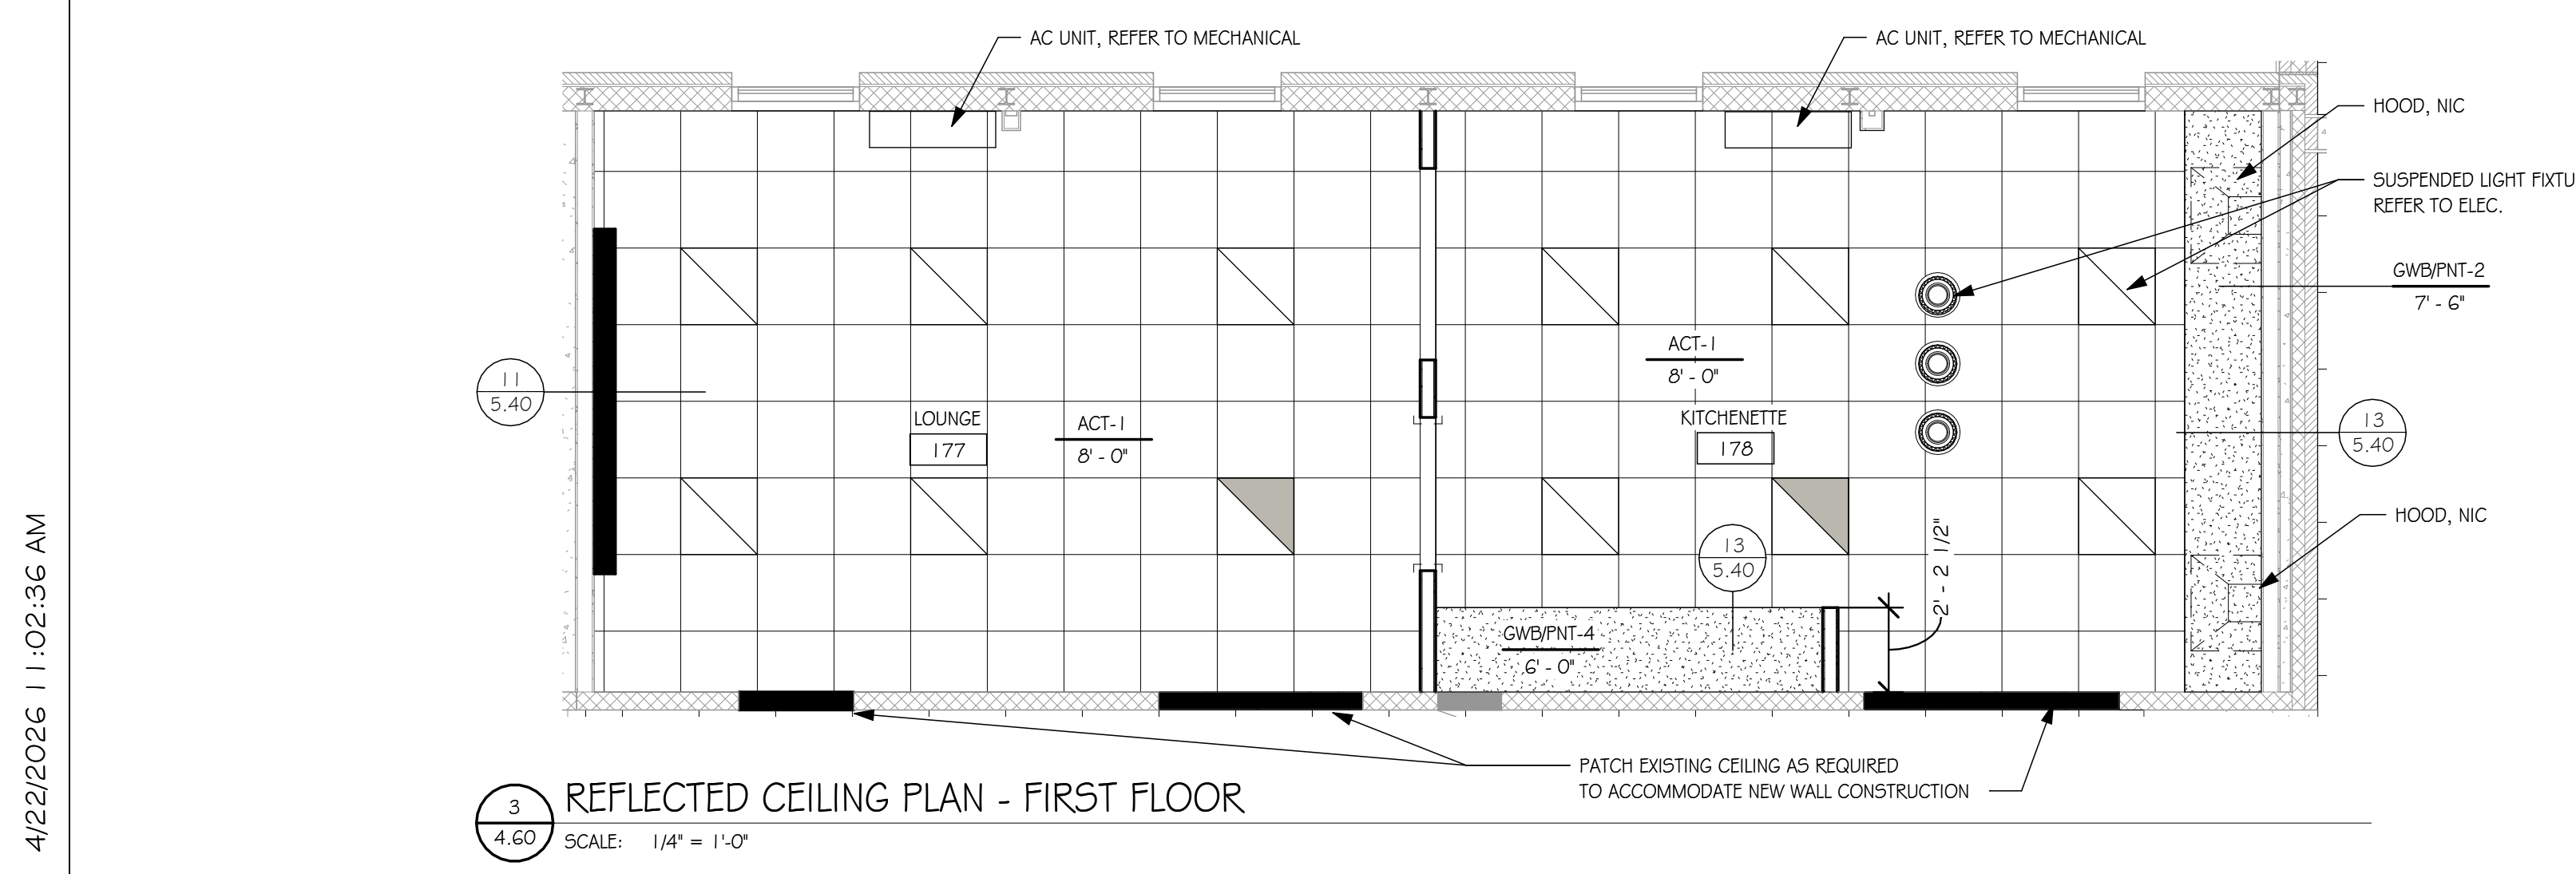 AC UNIT, REFER TO MECHANICAL
AC UNIT, REFER TO MECHANICAL
HOOD, NIC
SUSPENDED LIGHT
REFER TO ELEC.
GWB/PNT-2
7' - 6"
ACT-1
8' - 0"
11
5.40
LOUNGE
177
ACT-1
8' - 0"
KITCHENETTE
178
13
5.40
HOOD, NIC
13
5.40
2' - 2 1/2"
GWB/PNT-4
6' - 0"
PATCH EXISTING CEILING AS REQUIRED
TO ACCOMMODATE NEW WALL CONSTRUCTION
3
4.60
REFLECTED CEILING PLAN - FIRST FLOOR
SCALE: 1/4" = 1'-0"
4/22/2026 11:02:36 AM